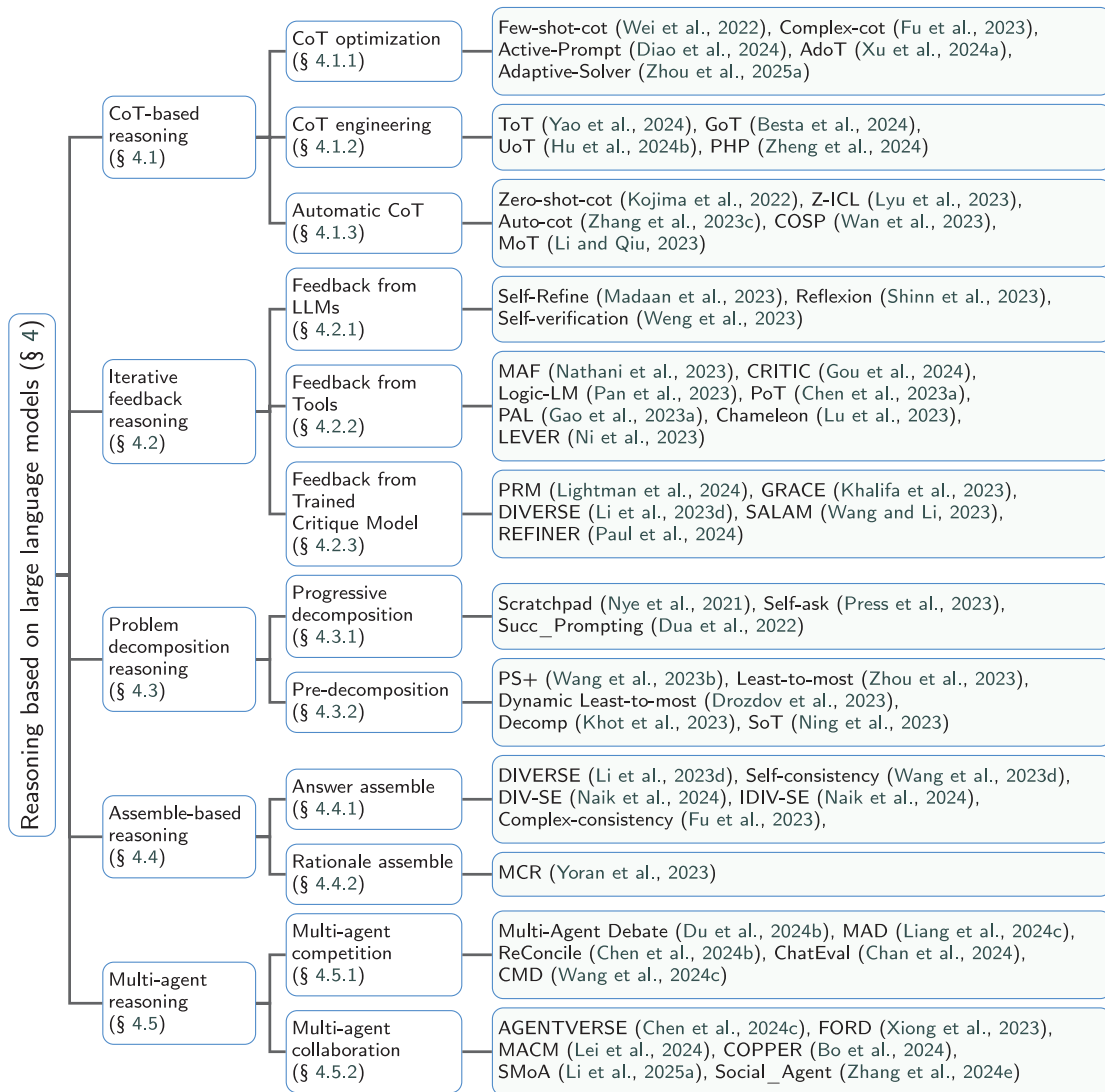 Reasoning based on large language models (§ 4)
CoT-based
reasoning
(§ 4.1)
CoT optimization
(§ 4.1.1)
Few-shot-cot (Wei et al., 2022), Complex-cot (Fu et al., 2023),
Active-Prompt (Diao et al., 2024), AdoT (Xu et al., 2024a),
Adaptive-Solver (Zhou et al., 2025a)
CoT engineering
(§ 4.1.2)
ToT (Yao et al., 2024), GoT (Besta et al., 2024),
UoT (Hu et al., 2024b), PHP (Zheng et al., 2024)
Automatic CoT
(§ 4.1.3)
Zero-shot-cot (Kojima et al., 2022), Z-ICL (Lyu et al., 2023),
Auto-cot (Zhang et al., 2023c), COSP (Wan et al., 2023),
MoT (Li and Qiu, 2023)
Iterative
feedback
reasoning
(§ 4.2)
Feedback from
LLMs
(§ 4.2.1)
Self-Refine (Madaan et al., 2023), Reflexion (Shinn et al., 2023),
Self-verification (Weng et al., 2023)
Feedback from
Tools
(§ 4.2.2)
MAF (Nathani et al., 2023), CRITIC (Gou et al., 2024),
Logic-LM (Pan et al., 2023), PoT (Chen et al., 2023a),
PAL (Gao et al., 2023a), Chameleon (Lu et al., 2023),
LEVER (Ni et al., 2023)
Feedback from
Trained
Critique Model
(§ 4.2.3)
PRM (Lightman et al., 2024), GRACE (Khalifa et al., 2023),
DIVERSE (Li et al., 2023d), SALAM (Wang and Li, 2023),
REFINER (Paul et al., 2024)
Problem
decomposition
reasoning
(§ 4.3)
Progressive
decomposition
(§ 4.3.1)
Scratchpad (Nye et al., 2021), Self-ask (Press et al., 2023),
Succ_Prompting (Dua et al., 2022)
Pre-decomposition
(§ 4.3.2)
PS+ (Wang et al., 2023b), Least-to-most (Zhou et al., 2023),
Dynamic Least-to-most (Drozdov et al., 2023),
Decomp (Khot et al., 2023), SoT (Ning et al., 2023)
Assemble-based
reasoning
(§ 4.4)
Answer assemble
(§ 4.4.1)
DIVERSE (Li et al., 2023d), Self-consistency (Wang et al., 2023d),
DIV-SE (Naik et al., 2024), IDIV-SE (Naik et al., 2024),
Complex-consistency (Fu et al., 2023),
Rationale assemble
(§ 4.4.2)
MCR (Yoran et al., 2023)
Multi-agent
reasoning
(§ 4.5)
Multi-agent
competition
(§ 4.5.1)
Multi-Agent Debate (Du et al., 2024b), MAD (Liang et al., 2024c),
ReConcile (Chen et al., 2024b), ChatEval (Chan et al., 2024),
CMD (Wang et al., 2024c)
Multi-agent
collaboration
(§ 4.5.2)
AGENTVERSE (Chen et al., 2024c), FORD (Xiong et al., 2023),
MACM (Lei et al., 2024), COPPER (Bo et al., 2024),
SMoA (Li et al., 2025a), Social_Agent (Zhang et al., 2024e)